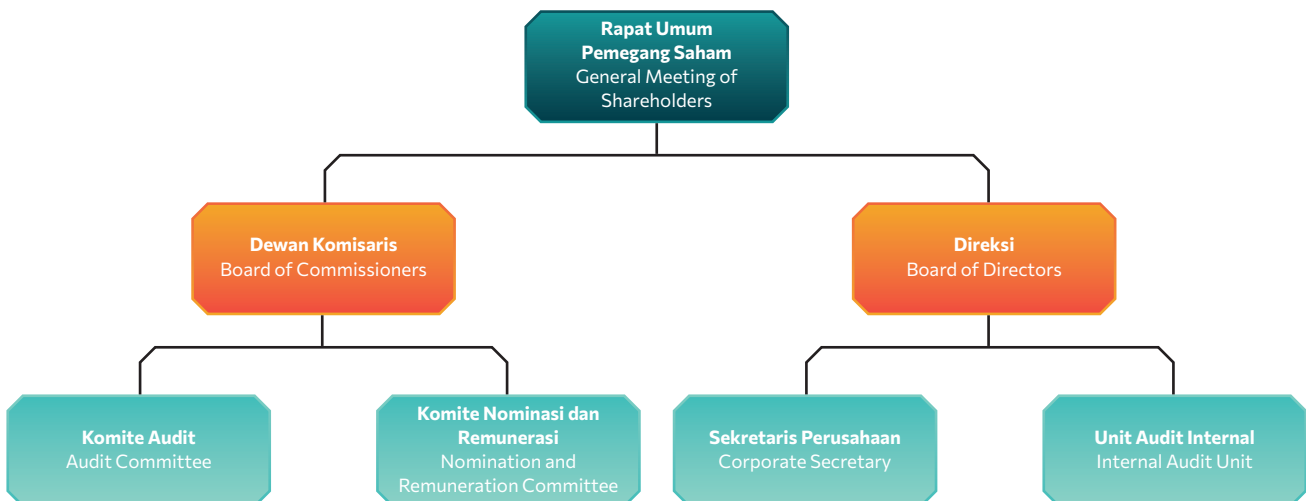 Rapat Umum
Pemegang Saham
General Meeting of
Shareholders
Dewan Komisaris
Board of Commissioners
Direksi
Board of Directors
Komite Audit
Audit Committee
Komite Nominasi dan
Remunerasi
Nomination and
Remuneration Committee
Sekretaris Perusahaan
Corporate Secretary
Unit Audit Internal
Internal Audit Unit